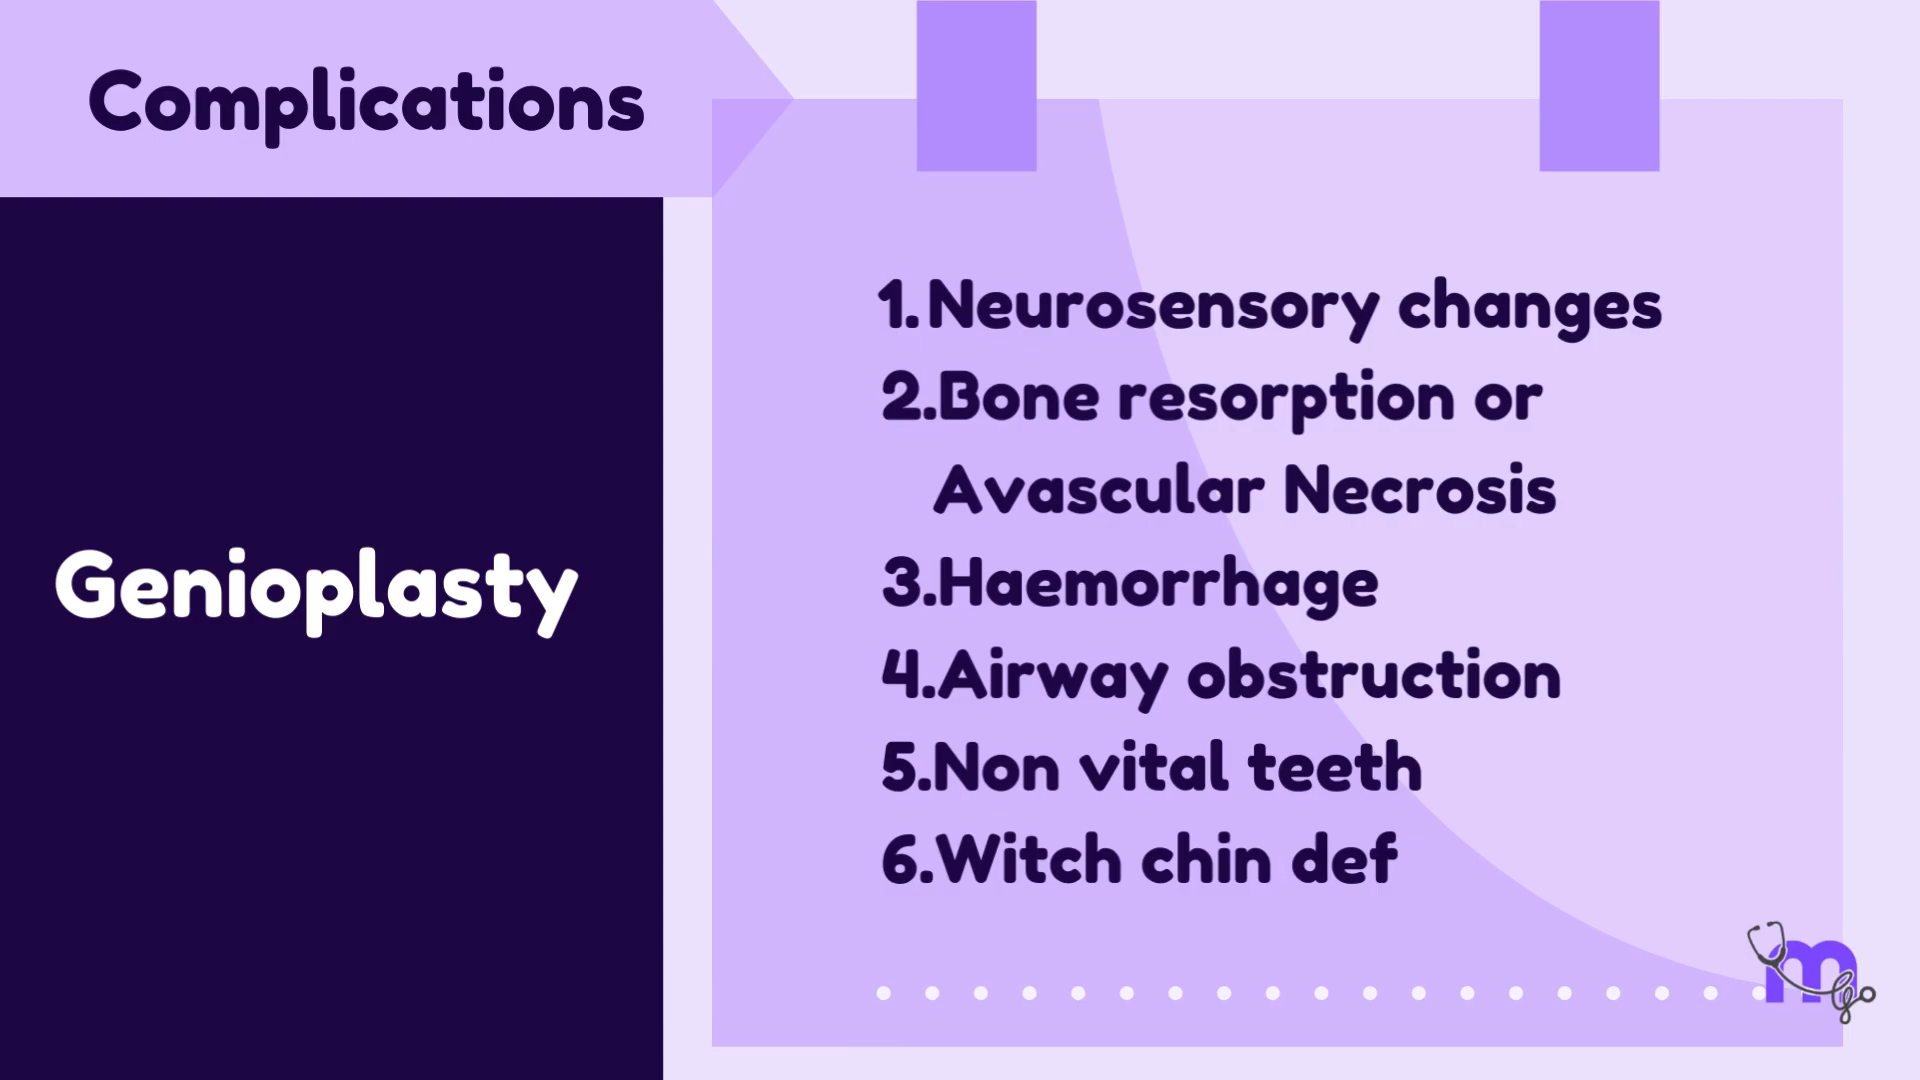 Complications
Genioplasty
1.Neurosensory changes
2.Bone resorption or
Avascular Necrosis
3.Haemorrhage
4.Airway obstruction
5.Non vital teeth
6.Witch chin def
m
go